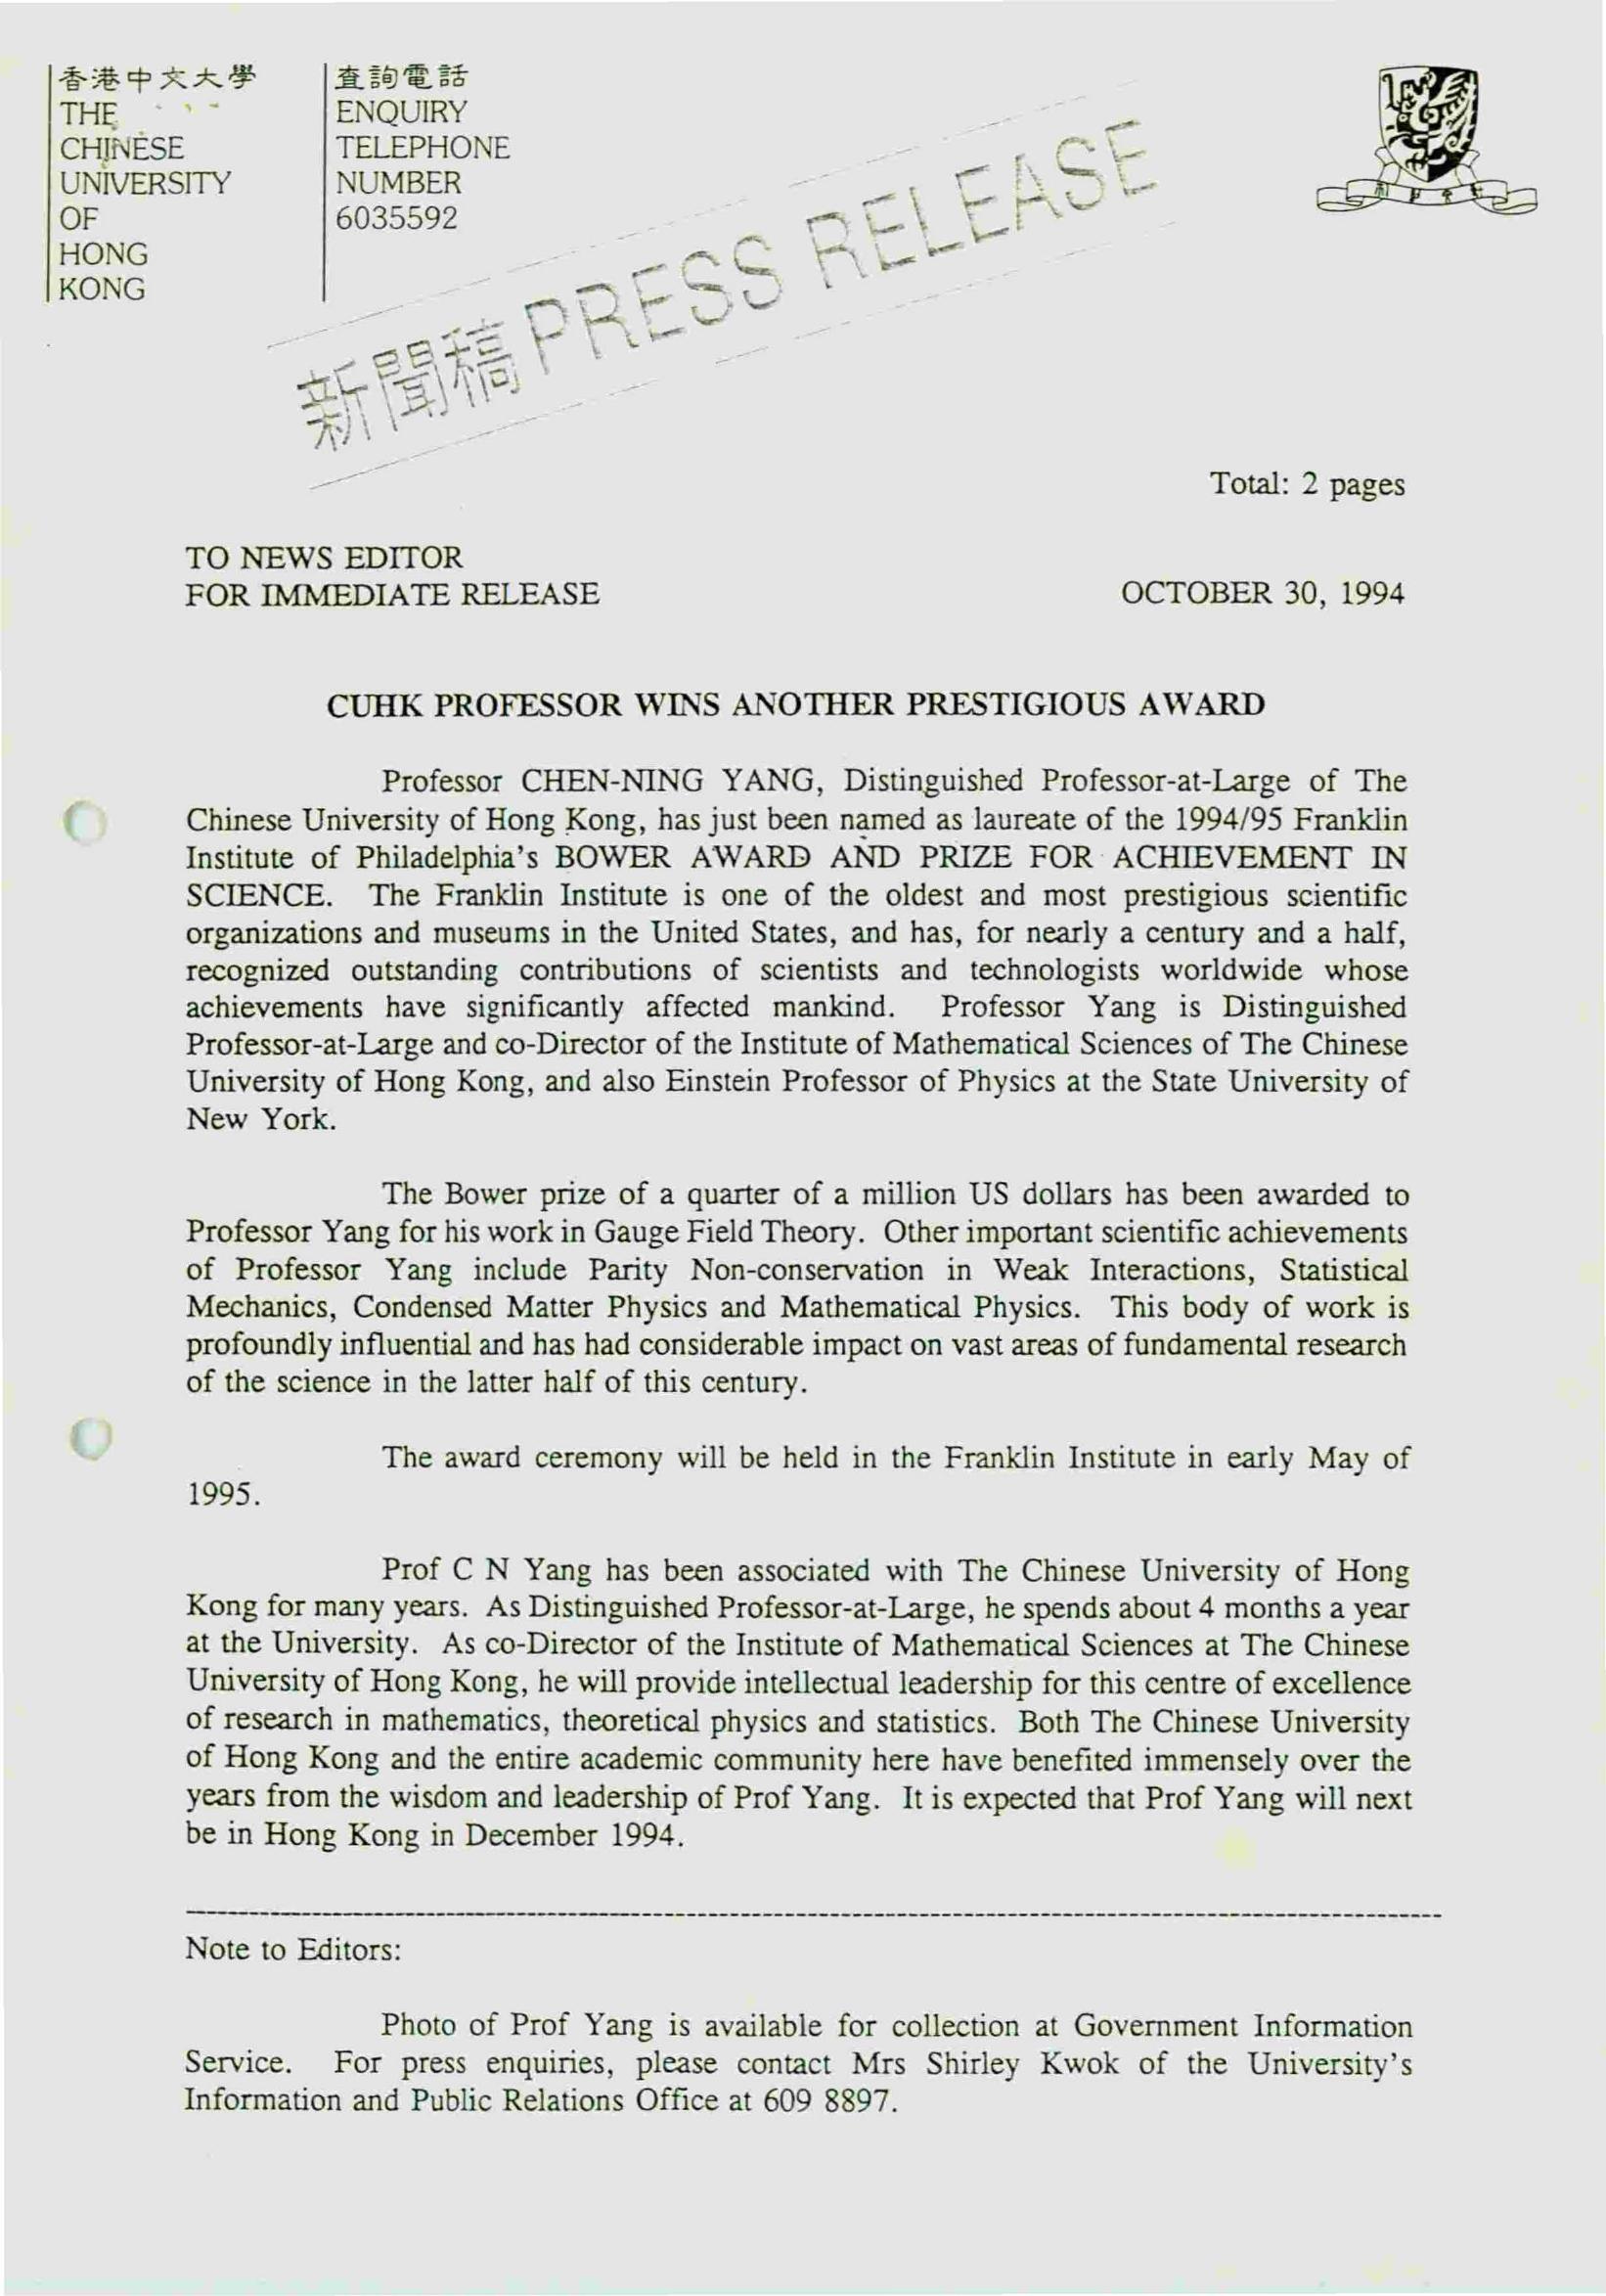 香港中文大學
THE
CHINESE
UNIVERSITY
OF
HONG
KONG
查詢電話
ENQUIRY
TELEPHONE
NUMBER
6035592
新聞稿 PRESS RELEASE
Total: 2 pages
TO NEWS EDITOR
FOR IMMEDIATE RELEASE
OCTOBER 30, 1994
CUHK PROFESSOR WINS ANOTHER PRESTIGIOUS AWARD
Professor CHEN-NING YANG, Distinguished Professor-at-Large of The
Chinese University of Hong Kong, has just been named as laureate of the 1994/95 Franklin
Institute of Philadelphia's BOWER AWARD AND PRIZE FOR ACHIEVEMENT IN
SCIENCE. The Franklin Institute is one of the oldest and most prestigious scientific
organizations and museums in the United States, and has, for nearly a century and a half,
recognized outstanding contributions of scientists and technologists worldwide whose
achievements have significantly affected mankind. Professor Yang is Distinguished
Professor-at-Large and co-Director of the Institute of Mathematical Sciences of The Chinese
University of Hong Kong, and also Einstein Professor of Physics at the State University of
New York.
The Bower prize of a quarter of a million US dollars has been awarded to
Professor Yang for his work in Gauge Field Theory. Other important scientific achievements
of Professor Yang include Parity Non-conservation in Weak Interactions, Statistical
Mechanics, Condensed Matter Physics and Mathematical Physics. This body of work is
profoundly influential and has had considerable impact on vast areas of fundamental research
of the science in the latter half of this century.
The award ceremony will be held in the Franklin Institute in early May of
1995.
Prof C N Yang has been associated with The Chinese University of Hong
Kong for many years. As Distinguished Professor-at-Large, he spends about 4 months a year
at the University. As co-Director of the Institute of Mathematical Sciences at The Chinese
University of Hong Kong, he will provide intellectual leadership for this centre of excellence
of research in mathematics, theoretical physics and statistics. Both The Chinese University
of Hong Kong and the entire academic community here have benefited immensely over the
years from the wisdom and leadership of Prof Yang. It is expected that Prof Yang will next
be in Hong Kong in December 1994.
Note to Editors:
Photo of Prof Yang is available for collection at Government Information
Service. For press enquiries, please contact Mrs Shirley Kwok of the University's
Information and Public Relations Office at 609 8897.